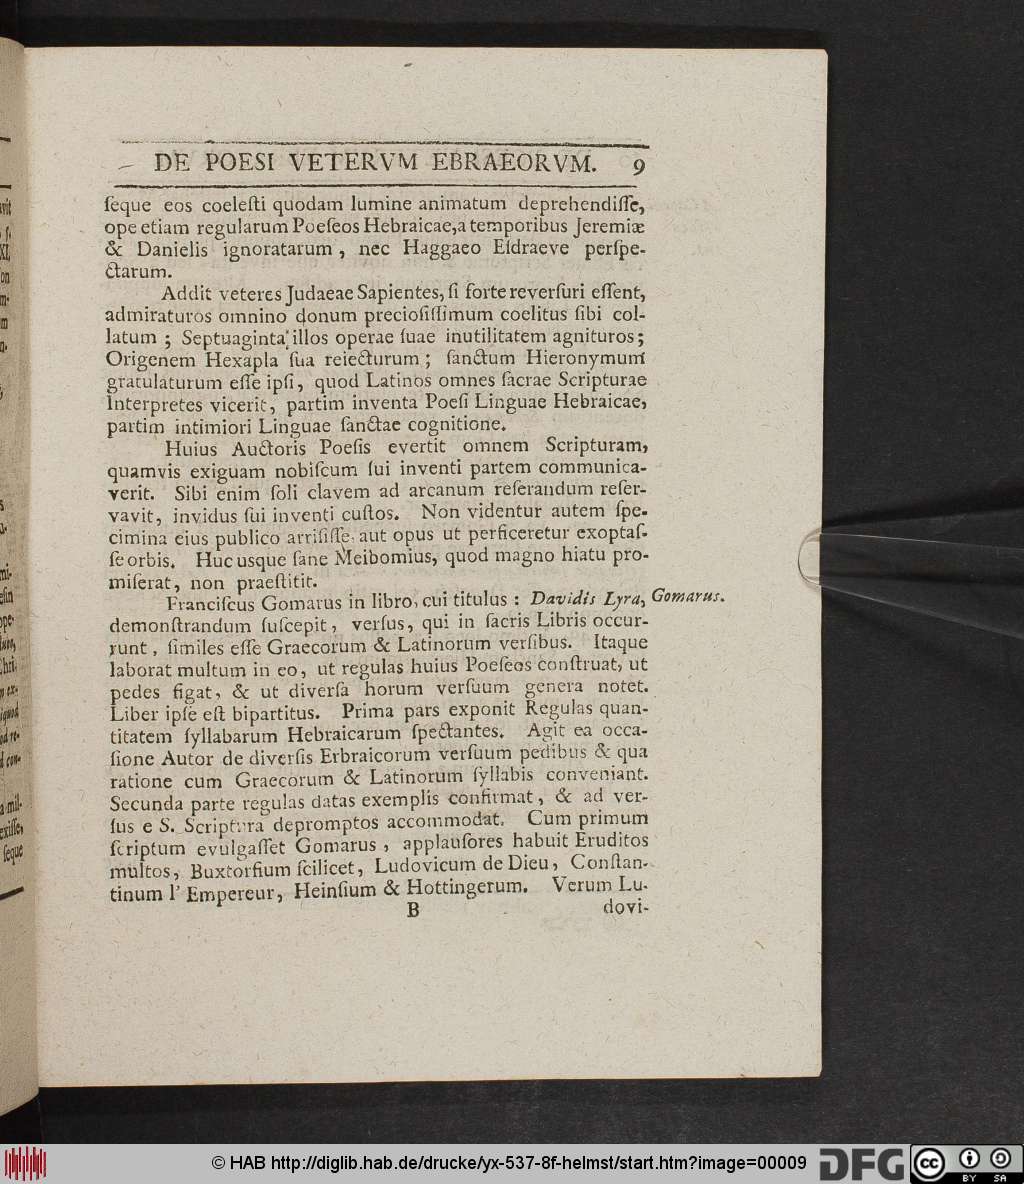 DE POESI VETERVM EBRAEORVM. 9
ſeque eos coeleſti quodam lumine animatum deprehendiſſe,
ope etiam regularum Poeſeos Hebraicae, a temporibus Jeremiæ
& Danielis ignoratarum, nec Haggaeo Eſdraeve perſpe-
ctarum.
Addit veteres Judaeae Sapientes, ſi forte reverſuri eſſent,
admiraturos omnino donum precioſiſſimum coelitus ſibi col-
latum; Septuaginta illos operae ſuae inutilitatem agnituros;
Origenem Hexapla ſua reiecturum; ſanctum Hieronymum
gratulaturum eſſe ipſi, quod Latinos omnes ſacrae Scripturae
Interpretes vicerit, partim inventa Poeſi Linguae Hebraicae,
partim intimiori Linguae ſanctae cognitione.
Huius Auctoris Poeſis evertit omnem Scripturam,
quamvis exiguam nobiſcum ſui inventi partem communica-
verit. Sibi enim ſoli clavem ad arcanum reſerandum reſer-
vavit, invidus ſui inventi cuſtos. Non videntur autem ſpe-
cimina eius publico arriſiſſe, aut opus ut perficeretur exoptaſ-
ſe orbis. Huc usque ſane Meibomius, quod magno hiatu pro-
miſerat, non praeſtitit.
Franciſcus Gomarus in libro, cui titulus: Davidis Lyra, Gomarus.
demonſtrandum ſuſcepit, verſus, qui in ſacris Libris occur-
runt, ſimiles eſſe Graecorum & Latinorum verſibus. Itaque
laborat multum in eo, ut regulas huius Poeſeos conſtruat, ut
pedes figat, & ut diverſa horum verſuum genera notet.
Liber ipſe eſt bipartitus. Prima pars exponit Regulas quan-
titatem ſyllabarum Hebraicarum ſpectantes. Agit ea occa-
ſione Autor de diverſis Erbraicorum verſuum pedibus & qua
ratione cum Graecorum & Latinorum ſyllabis conveniant.
Secunda parte regulas datas exemplis confirmat, & ad ver-
ſus e S. Scriptura depromptos accommodat. Cum primum
ſcriptum evulgaſſet Gomarus, applauſores habuit Eruditos
multos, Buxtorfium ſcilicet, Ludovicum de Dieu, Conſtan-
tinum l' Empereur, Heinſium & Hottingerum. Verum Lu-
B dovi-
© HAB http://diglib.hab.de/drucke/yx-537-8f-helmst/start.htm?image=00009
DFG
cc BY SA